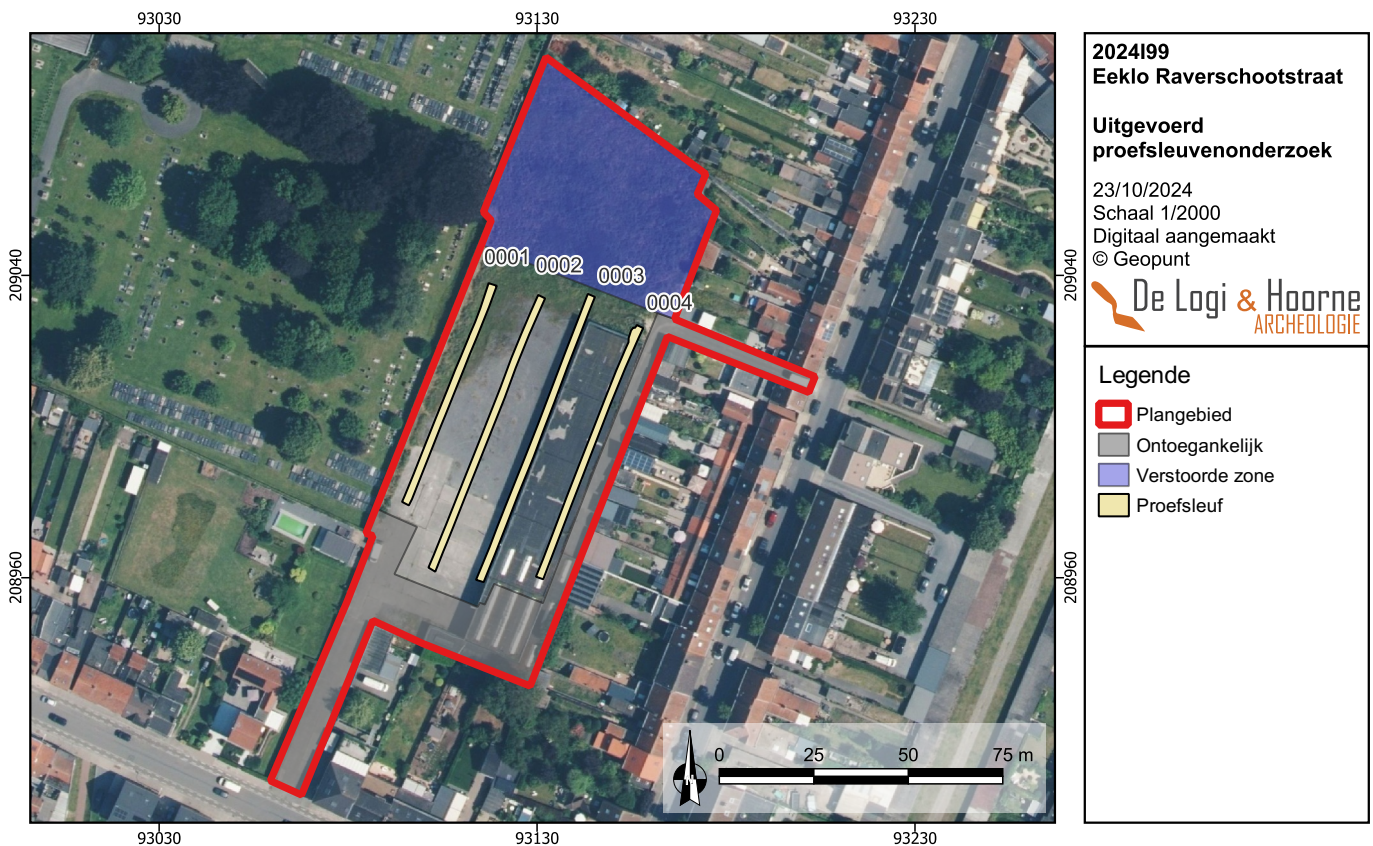 93030
93130
93230
209040
208960
209040
208960
0001
0002
0003
0004
0
25
50
75 m
93030
93130
93230
2024I99
Eeklo Raverschootstraat
Uitgevoerd
proefsleuvenonderzoek
23/10/2024
Schaal 1/2000
Digitaal aangemaakt
© Geopunt
De Logi & Hoorne
ARCHEOLOGIE
Legende
Plangebied
Ontoegankelijk
Verstoorde zone
Proefsleuf